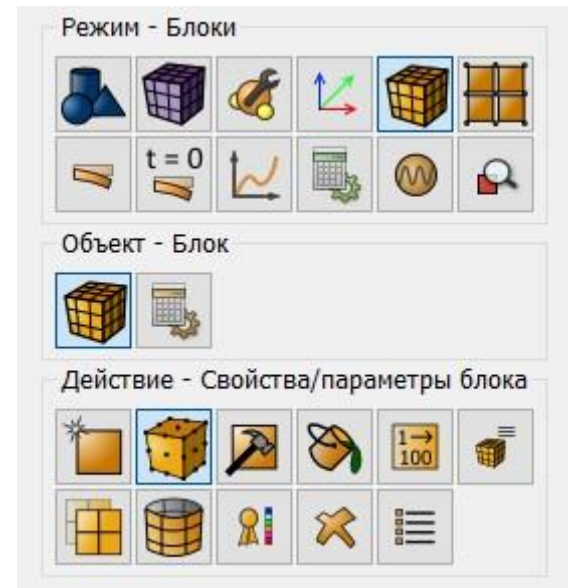 Режим - Блоки
t = 0
Объект - Блок
Действие - Свойства/параметры блока
1→
100